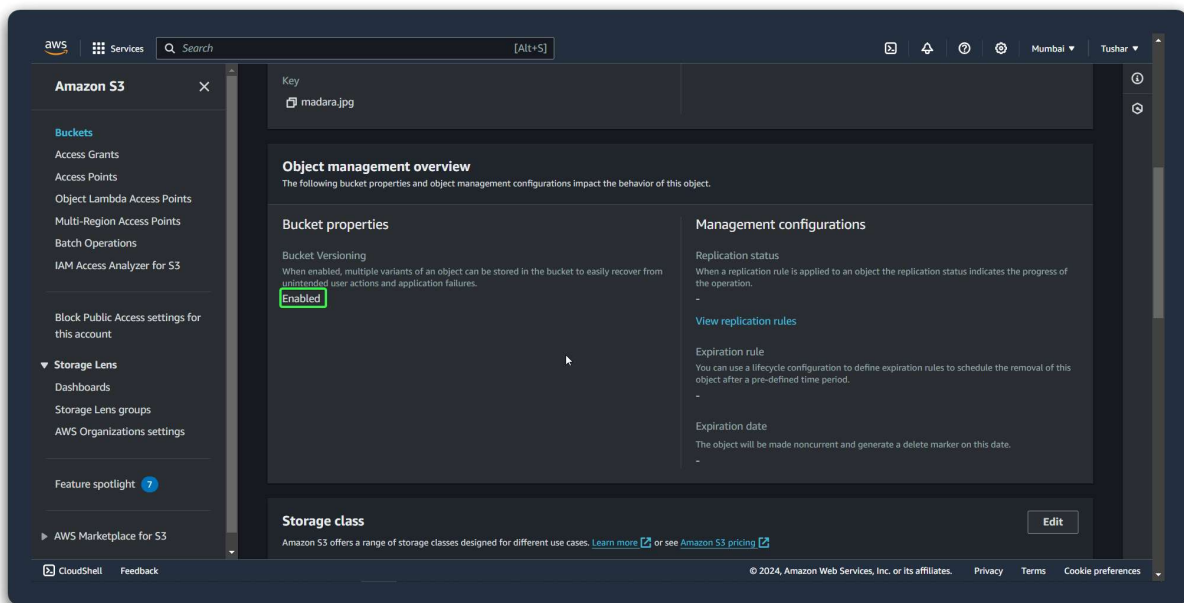 aws
Services
Search
[Alt+S]
Mumbai ▼
Tushar ▼
Amazon S3
Buckets
Access Grants
Access Points
Object Lambda Access Points
Multi-Region Access Points
Batch Operations
IAM Access Analyzer for S3
Block Public Access settings for
this account
▼ Storage Lens
Dashboards
Storage Lens groups
AWS Organizations settings
Feature spotlight 7
▶ AWS Marketplace for S3
Key
madara.jpg
Object management overview
The following bucket properties and object management configurations impact the behavior of this object.
Bucket properties
Bucket Versioning
When enabled, multiple variants of an object can be stored in the bucket to easily recover from
unintended user actions and application failures.
Enabled
Management configurations
Replication status
When a replication rule is applied to an object the replication status indicates the progress of
the operation.
-
View replication rules
Expiration rule
You can use a lifecycle configuration to define expiration rules to schedule the removal of this
object after a pre-defined time period.
-
Expiration date
The object will be made noncurrent and generate a delete marker on this date.
-
Storage class
Edit
Amazon S3 offers a range of storage classes designed for different use cases. Learn more or see Amazon S3 pricing
CloudShell
Feedback
© 2024, Amazon Web Services, Inc. or its affiliates.
Privacy
Terms
Cookie preferences